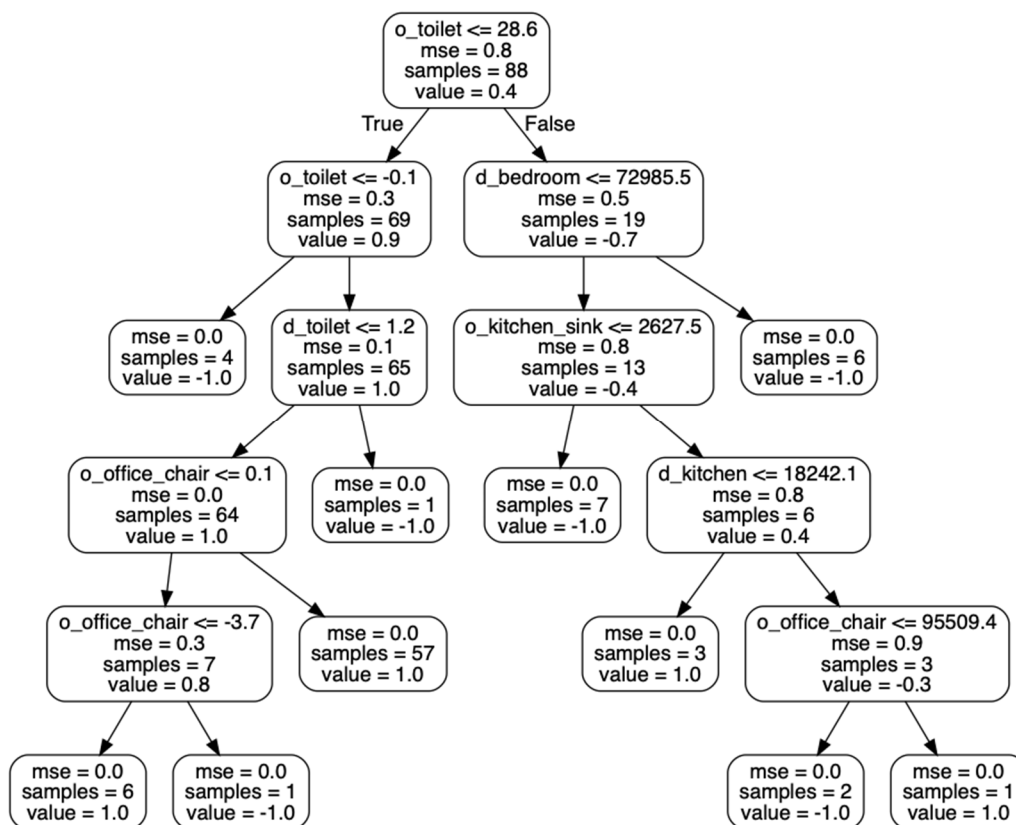 o_toilet <= 28.6
mse = 0.8
samples = 88
value = 0.4
True
False
o_toilet <= -0.1
mse = 0.3
samples = 69
value = 0.9
d_bedroom <= 72985.5
mse = 0.5
samples = 19
value = -0.7
mse = 0.0
samples = 4
value = -1.0
d_toilet <= 1.2
mse = 0.1
samples = 65
value = 1.0
o_kitchen_sink <= 2627.5
mse = 0.8
samples = 13
value = -0.4
mse = 0.0
samples = 6
value = -1.0
o_office_chair <= 0.1
mse = 0.0
samples = 64
value = 1.0
mse = 0.0
samples = 1
value = -1.0
mse = 0.0
samples = 7
value = -1.0
d_kitchen <= 18242.1
mse = 0.8
samples = 6
value = 0.4
o_office_chair <= -3.7
mse = 0.3
samples = 7
value = 0.8
mse = 0.0
samples = 57
value = 1.0
mse = 0.0
samples = 3
value = 1.0
o_office_chair <= 95509.4
mse = 0.9
samples = 3
value = -0.3
mse = 0.0
samples = 6
value = 1.0
mse = 0.0
samples = 1
value = -1.0
mse = 0.0
samples = 2
value = -1.0
mse = 0.0
samples = 1
value = 1.0